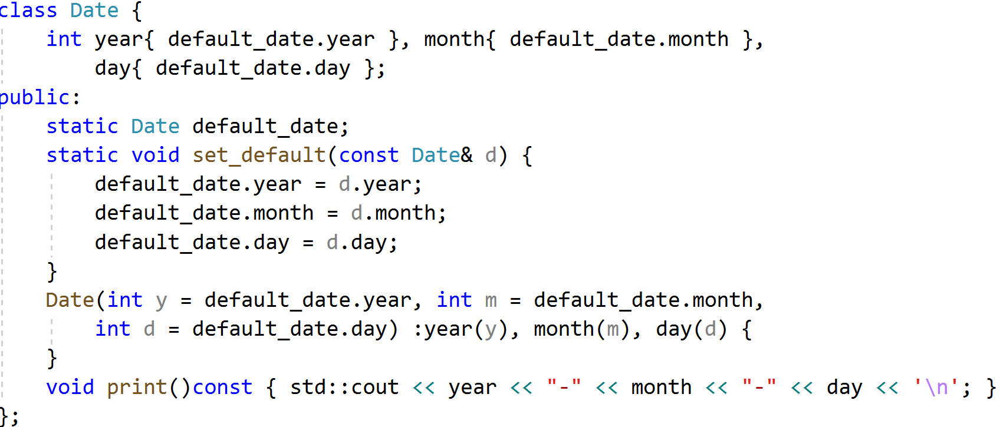 class Date {
    int year{ default_date.year }, month{ default_date.month },
        day{ default_date.day };
public:
    static Date default_date;
    static void set_default(const Date& d) {
        default_date.year = d.year;
        default_date.month = d.month;
        default_date.day = d.day;
    }
    Date(int y = default_date.year, int m = default_date.month,
        int d = default_date.day) :year(y), month(m), day(d) {
    }
    void print()const { std::cout << year << "-" << month << "-" << day << '\n'; }
};